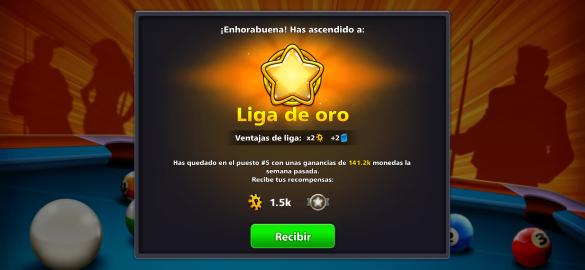 ¡Enhorabuena! Has ascendido a:
Liga de oro
Ventajas de liga: x2 +2
Has quedado en el puesto #5 con unas ganancias de 141.2k monedas la
semana pasada.
Recibe tus recompensas:
1.5k
Recibir
3